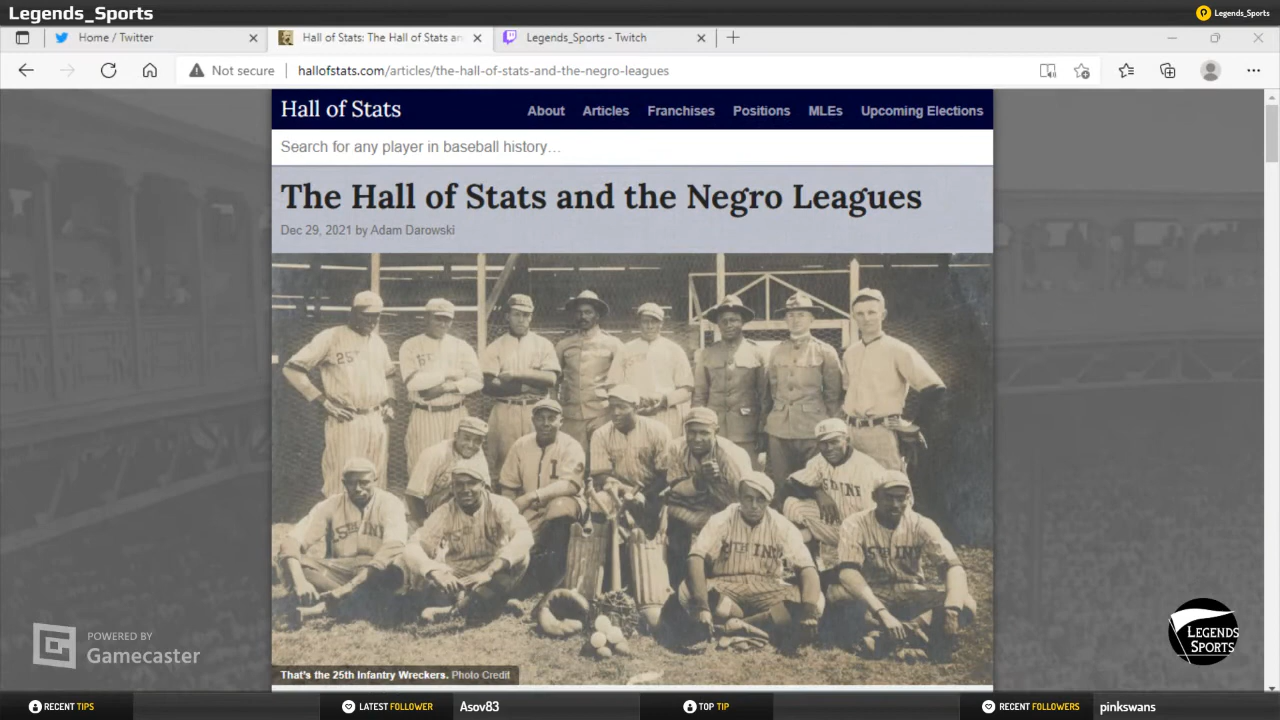 Legends_Sports
Legends_Sports
Home / Twitter
Hall of Stats: The Hall of Stats an
Legends_Sports - Twitch
Not secure
hallofstats.com/articles/the-hall-of-stats-and-the-negro-leagues
Hall of Stats
About Articles Franchises Positions MLEs Upcoming Elections
Search for any player in baseball history…
The Hall of Stats and the Negro Leagues
Dec 29, 2021 by Adam Darowski
That's the 25th Infantry Wreckers. Photo Credit
POWERED BY
Gamecaster
LEGENDS
SPORTS
RECENT TIPS
LATEST FOLLOWER
Asov83
TOP TIP
RECENT FOLLOWERS
pinkswans